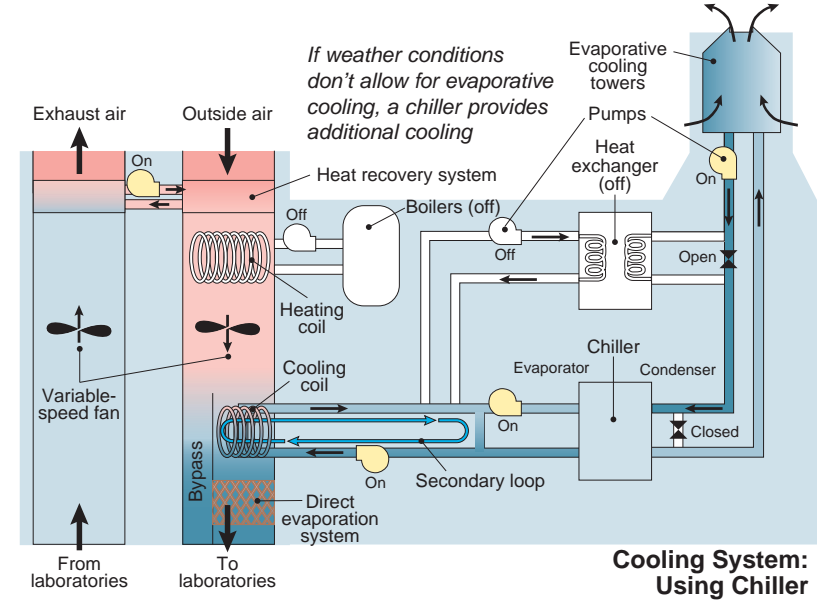 If weather conditions
don't allow for evaporative
cooling, a chiller provides
additional cooling
Evaporative
cooling
towers
Exhaust air
Outside air
Pumps
On
Heat
exchanger
(off)
On
Heat recovery system
Off
Boilers (off)
Off
Open
Heating
coil
Chiller
Evaporator
Condenser
Cooling
coil
Variable-
speed fan
On
Closed
Bypass
On
Secondary loop
Direct
evaporation
system
From
laboratories
To
laboratories
Cooling System:
Using Chiller